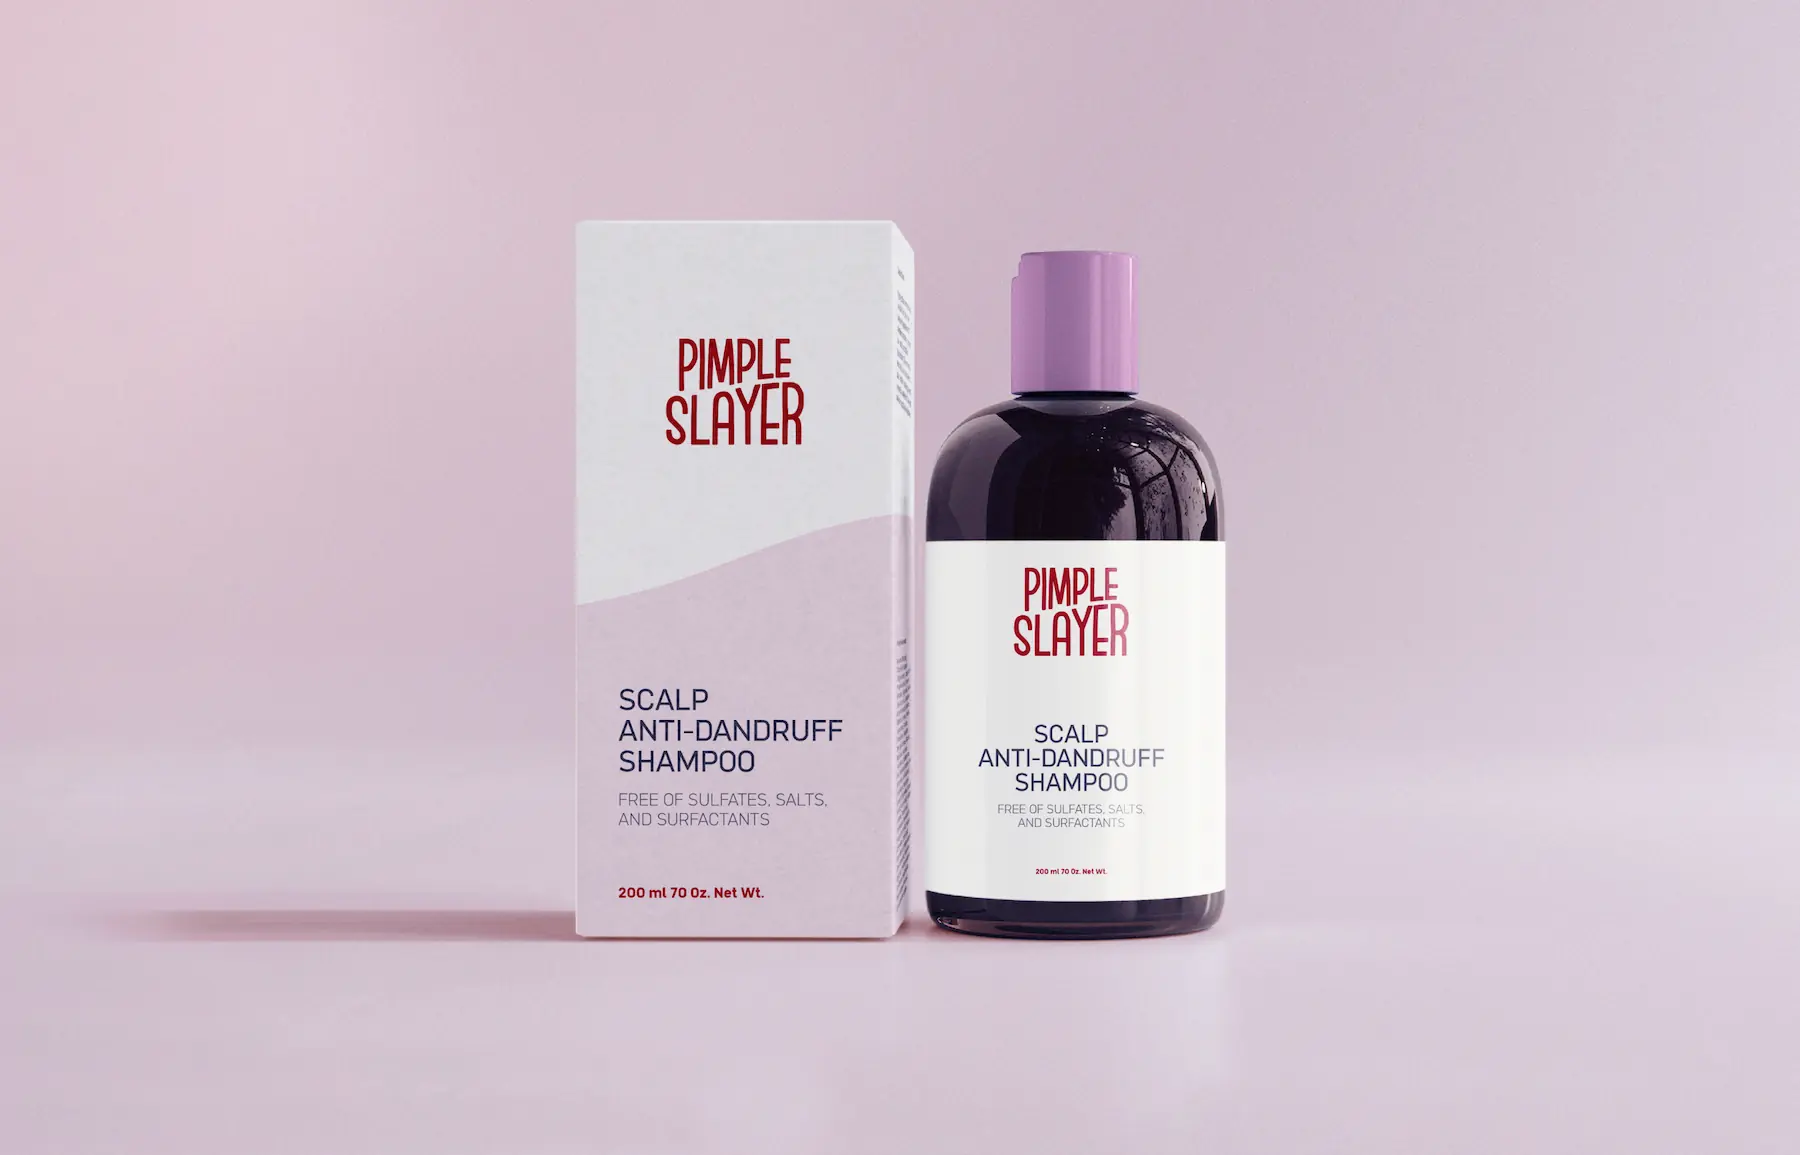 PIMPLE
SLAYER
SCALP
ANTI-DANDRUFF
SHAMPOO
FREE OF SULFATES, SALTS,
AND SURFACTANTS
200 ml 70 Oz. Net Wt.
PIMPLE
SLAYER
SCALP
ANTI-DANDRUFF
SHAMPOO
FREE OF SULFATES, SALTS,
AND SURFACTANTS
200 ml 70 Oz. Net Wt.